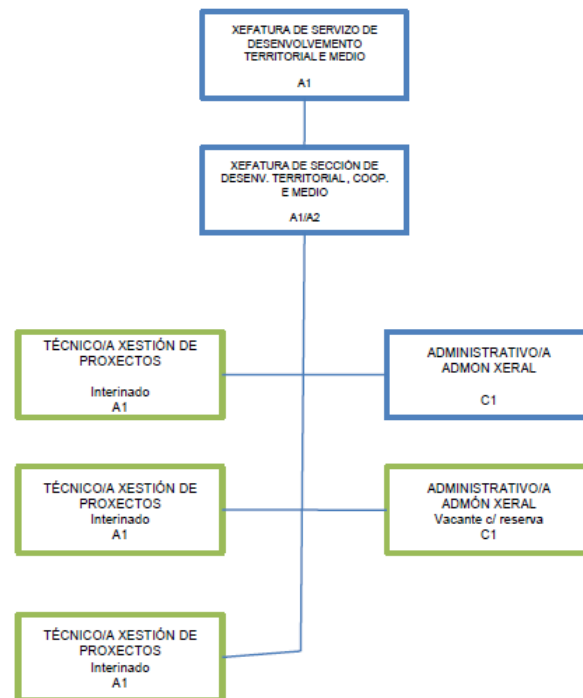 XEFATURA DE SERVIZO DE
DESENVOLVEMENTO
TERRITORIAL E MEDIO
A1
XEFATURA DE SECCIÓN DE
DESENV. TERRITORIAL, COOP.
E MEDIO
A1/A2
TÉCNICO/A XESTIÓN DE
PROXECTOS
Interinado
A1
ADMINISTRATIVO/A
ADMON XERAL
C1
TÉCNICO/A XESTIÓN DE
PROXECTOS
Interinado
A1
ADMINISTRATIVO/A
ADMÓN XERAL
Vacante c/ reserva
C1
TÉCNICO/A XESTIÓN DE
PROXECTOS
Interinado
A1